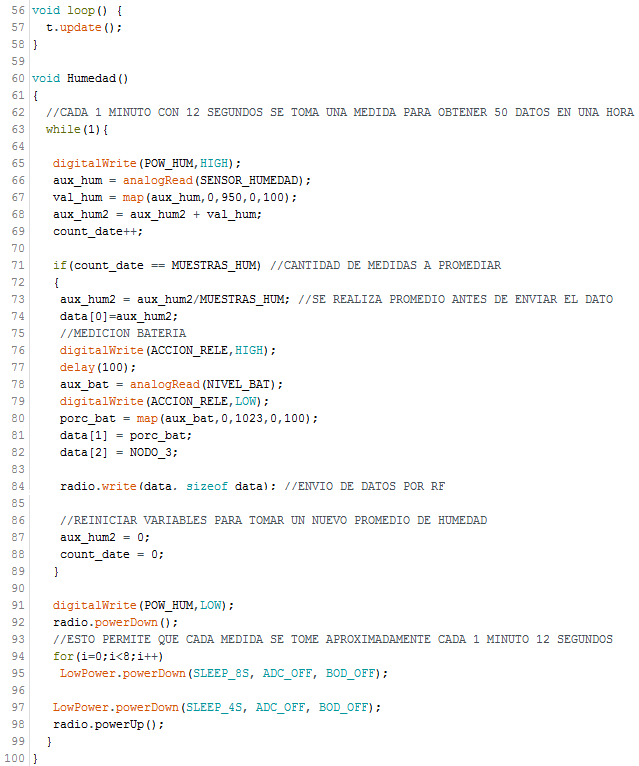 56 void loop() {
57   t.update();
58 }
59
60 void Humedad()
61 {
62   //CADA 1 MINUTO CON 12 SEGUNDOS SE TOMA UNA MEDIDA PARA OBTENER 50 DATOS EN UNA HORA
63   while(1){
64
65    digitalWrite(POW_HUM,HIGH);
66    aux_hum = analogRead(SENSOR_HUMEDAD);
67    val_hum = map(aux_hum,0,950,0,100);
68    aux_hum2 = aux_hum2 + val_hum;
69    count_date++;
70
71    if(count_date == MUESTRAS_HUM) //CANTIDAD DE MEDIDAS A PROMEDIAR
72    {
73     aux_hum2 = aux_hum2/MUESTRAS_HUM; //SE REALIZA PROMEDIO ANTES DE ENVIAR EL DATO
74     data[0]=aux_hum2;
75     //MEDICION BATERIA
76     digitalWrite(ACCION_RELE,HIGH);
77     delay(100);
78     aux_bat = analogRead(NIVEL_BAT);
79     digitalWrite(ACCION_RELE,LOW);
80     porc_bat = map(aux_bat,0,1023,0,100);
81     data[1] = porc_bat;
82     data[2] = NODO_3;
83
84     radio.write(data, sizeof data); //ENVIO DE DATOS POR RF
85
86     //REINICIAR VARIABLES PARA TOMAR UN NUEVO PROMEDIO DE HUMEDAD
87     aux_hum2 = 0;
88     count_date = 0;
89    }
90
91    digitalWrite(POW_HUM,LOW);
92    radio.powerDown();
93    //ESTO PERMITE QUE CADA MEDIDA SE TOME APROXIMADAMENTE CADA 1 MINUTO 12 SEGUNDOS
94    for(i=0;i<8;i++)
95     LowPower.powerDown(SLEEP_8S, ADC_OFF, BOD_OFF);
96
97    LowPower.powerDown(SLEEP_4S, ADC_OFF, BOD_OFF);
98    radio.powerUp();
99   }
100 }